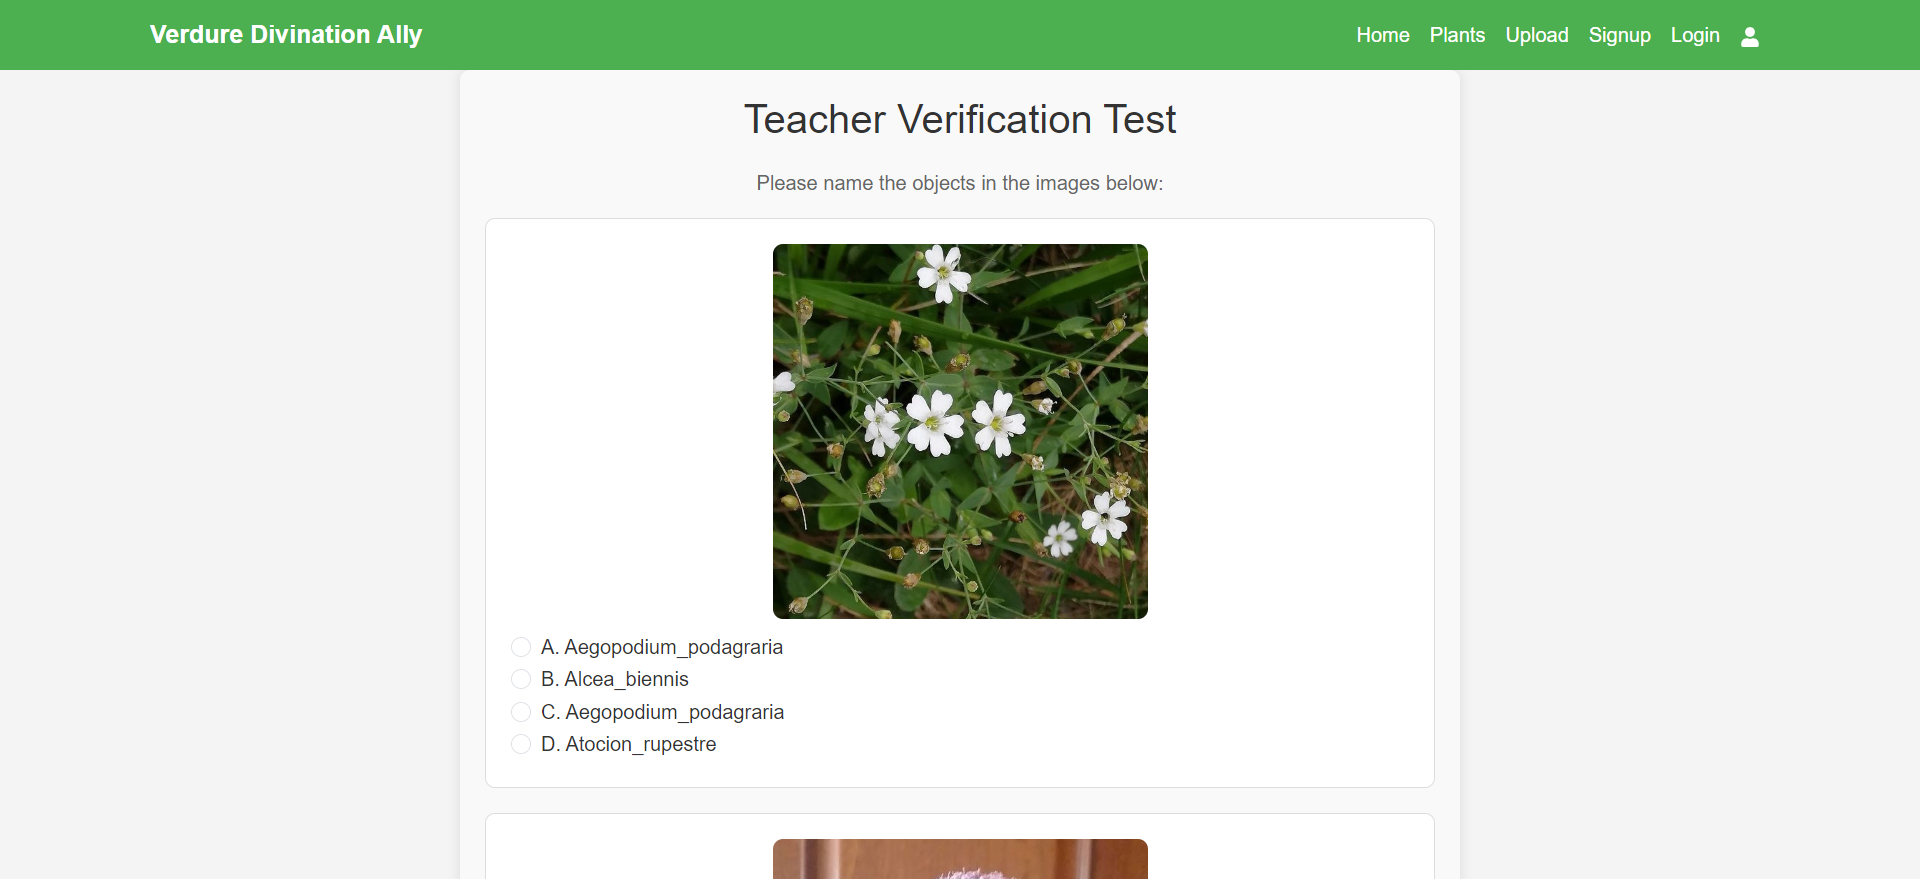 Verdure Divination Ally
Home Plants Upload Signup Login
Teacher Verification Test
Please name the objects in the images below:
A. Aegopodium_podagraria
B. Alcea_biennis
C. Aegopodium_podagraria
D. Atocion_rupestre